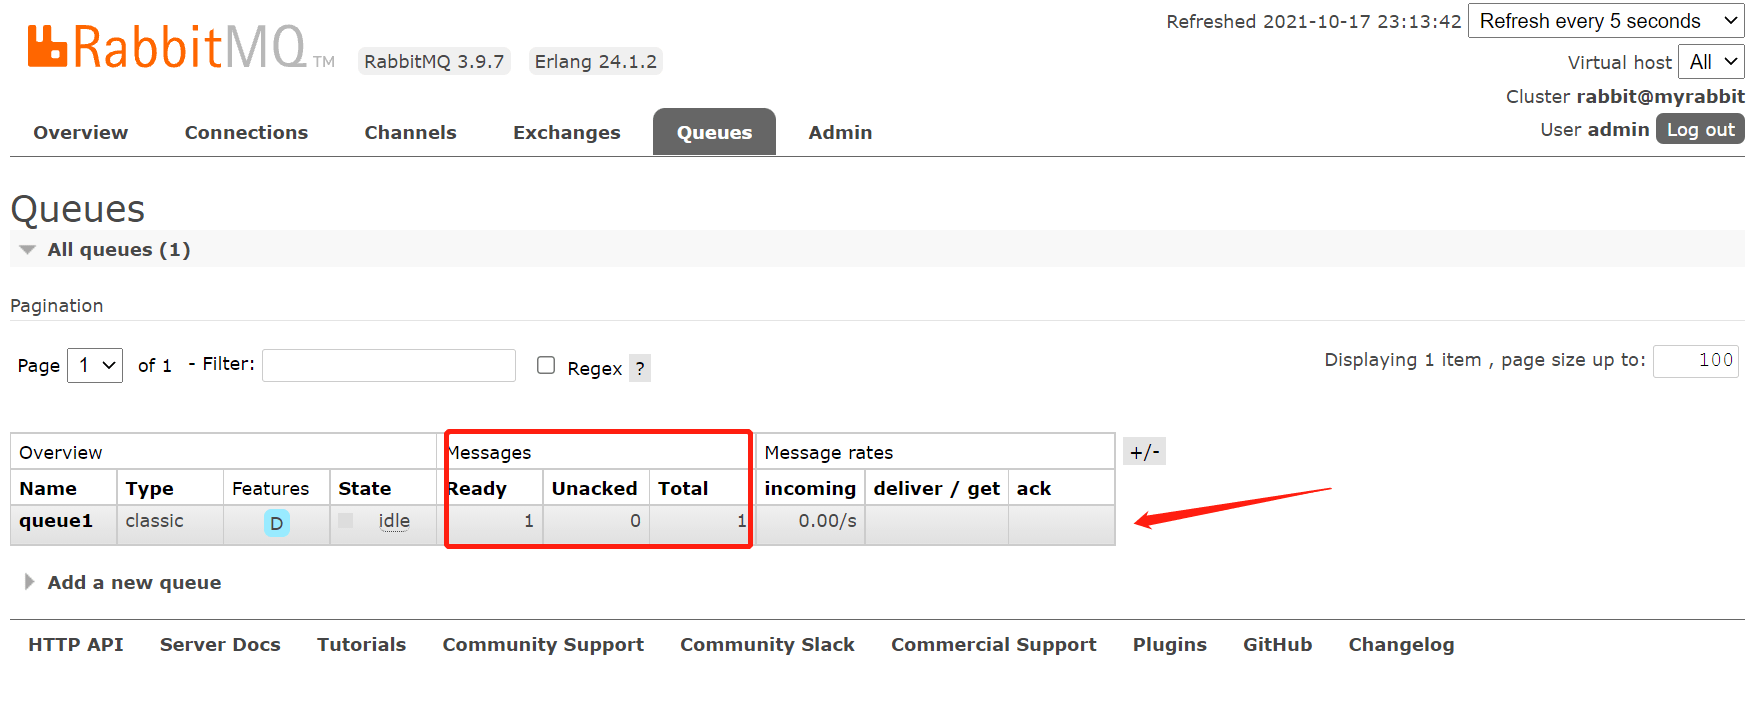 Refreshed 2021-10-17 23:13:42 Refresh every 5 seconds
RabbitMQ TM RabbitMQ 3.9.7 Erlang 24.1.2
Virtual host All
Cluster rabbit@myrabbit
User admin Log out
Overview Connections Channels Exchanges Queues Admin
Queues
All queues (1)
Pagination
Page 1 of 1 - Filter: Regex ? Displaying 1 item , page size up to: 100
Overview Messages Message rates +/-
Name Type Features State Ready Unacked Total incoming deliver / get ack
queue1 classic D idle 1 0 1 0.00/s
Add a new queue
HTTP API Server Docs Tutorials Community Support Community Slack Commercial Support Plugins GitHub Changelog